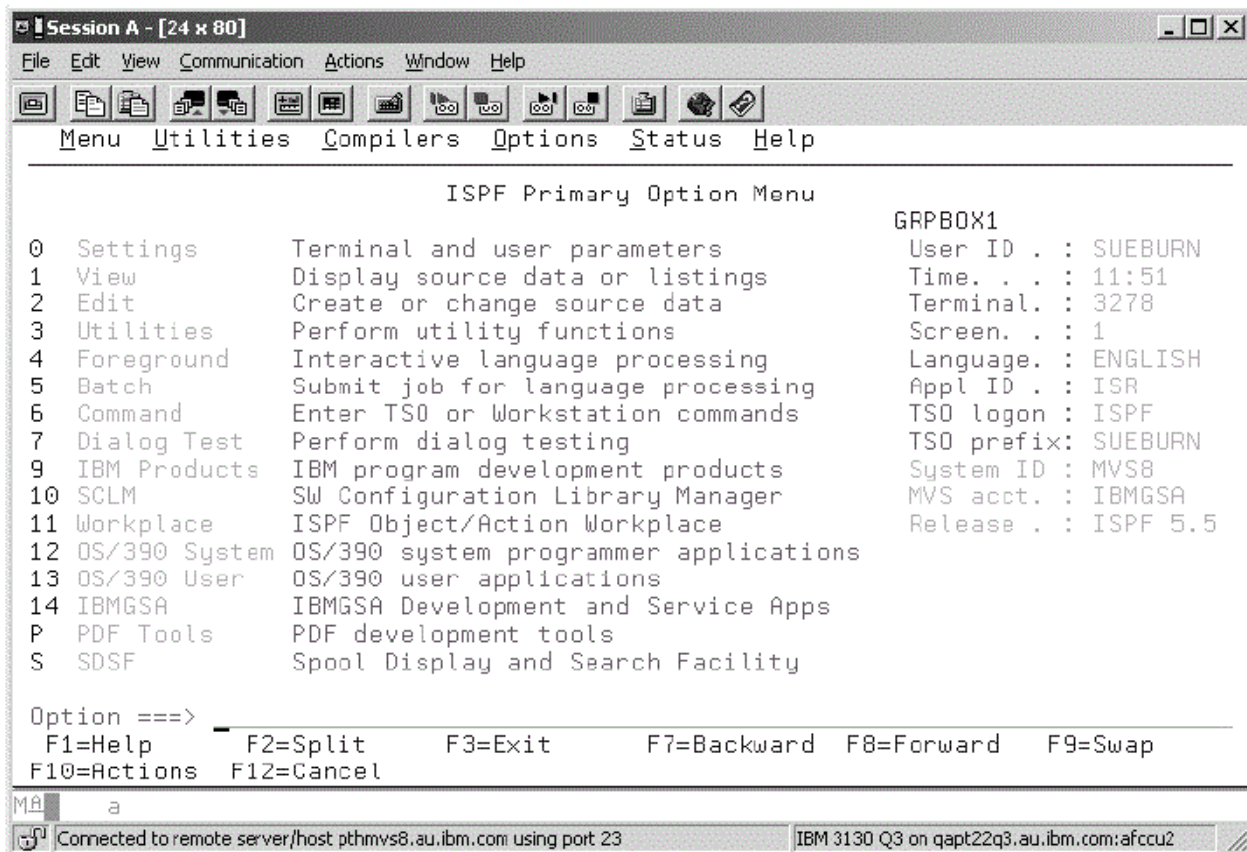 Session A - [24 x 80]
File Edit View Communication Actions Window Help
Menu Utilities Compilers Options Status Help
ISPF Primary Option Menu
GRPBOX1
0 Settings Terminal and user parameters User ID . : SUEBURN
1 View Display source data or listings Time. . . : 11:51
2 Edit Create or change source data Terminal. : 3278
3 Utilities Perform utility functions Screen. . : 1
4 Foreground Interactive language processing Language. : ENGLISH
5 Batch Submit job for language processing Appl ID . : ISR
6 Command Enter TSO or Workstation commands TSO logon : ISPF
7 Dialog Test Perform dialog testing TSO prefix: SUEBURN
9 IBM Products IBM program development products System ID : MVS8
10 SCLM SW Configuration Library Manager MVS acct. : IBMGSA
11 Workplace ISPF Object/Action Workplace Release . : ISPF 5.5
12 OS/390 System OS/390 system programmer applications
13 OS/390 User OS/390 user applications
14 IBMGSA IBMGSA Development and Service Apps
P PDF Tools PDF development tools
S SDSF Spool Display and Search Facility
Option ===>
F1=Help F2=Split F3=Exit F7=Backward F8=Forward F9=Swap
F10=Actions F12=Cancel
MA a
Connected to remote server/host pthmvs8.au.ibm.com using port 23 IBM 3130 Q3 on qapt22q3.au.ibm.com:afccu2